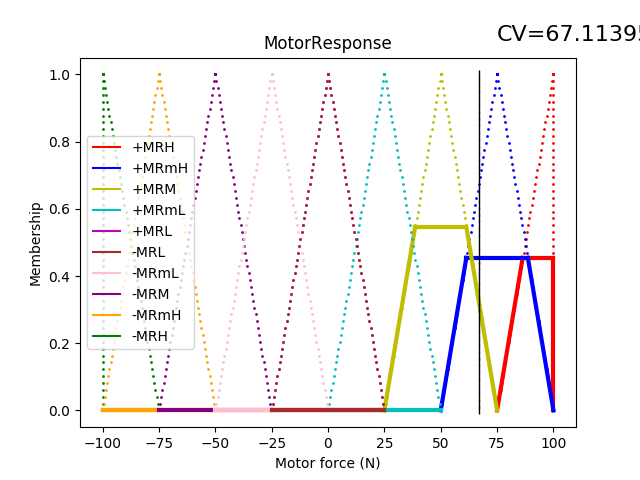 CV=67.11395
MotorResponse
1.0
0.8
0.6
0.4
0.2
0.0
Membership
+MRH
+MRmH
+MRM
+MRmL
+MRL
-MRL
-MRmL
-MRM
-MRmH
-MRH
−100
−75
−50
−25
0
25
50
75
100
Motor force (N)